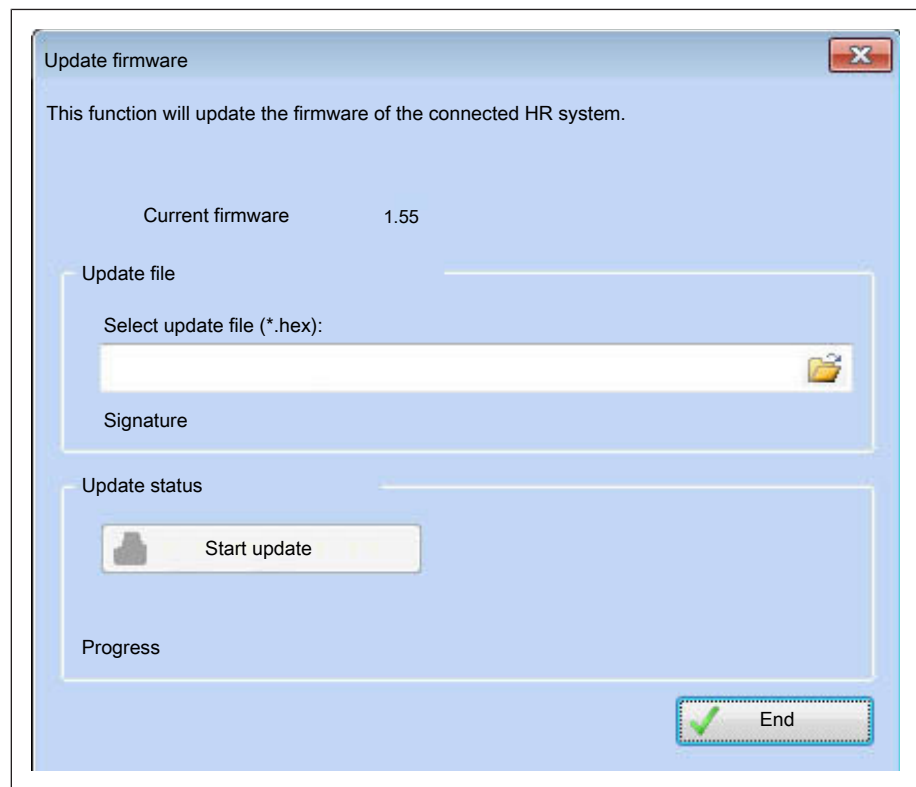 Update firmware
This function will update the firmware of the connected HR system.
Current firmware 1.55
Update file
Select update file (*.hex):
Signature
Update status
Start update
Progress
End